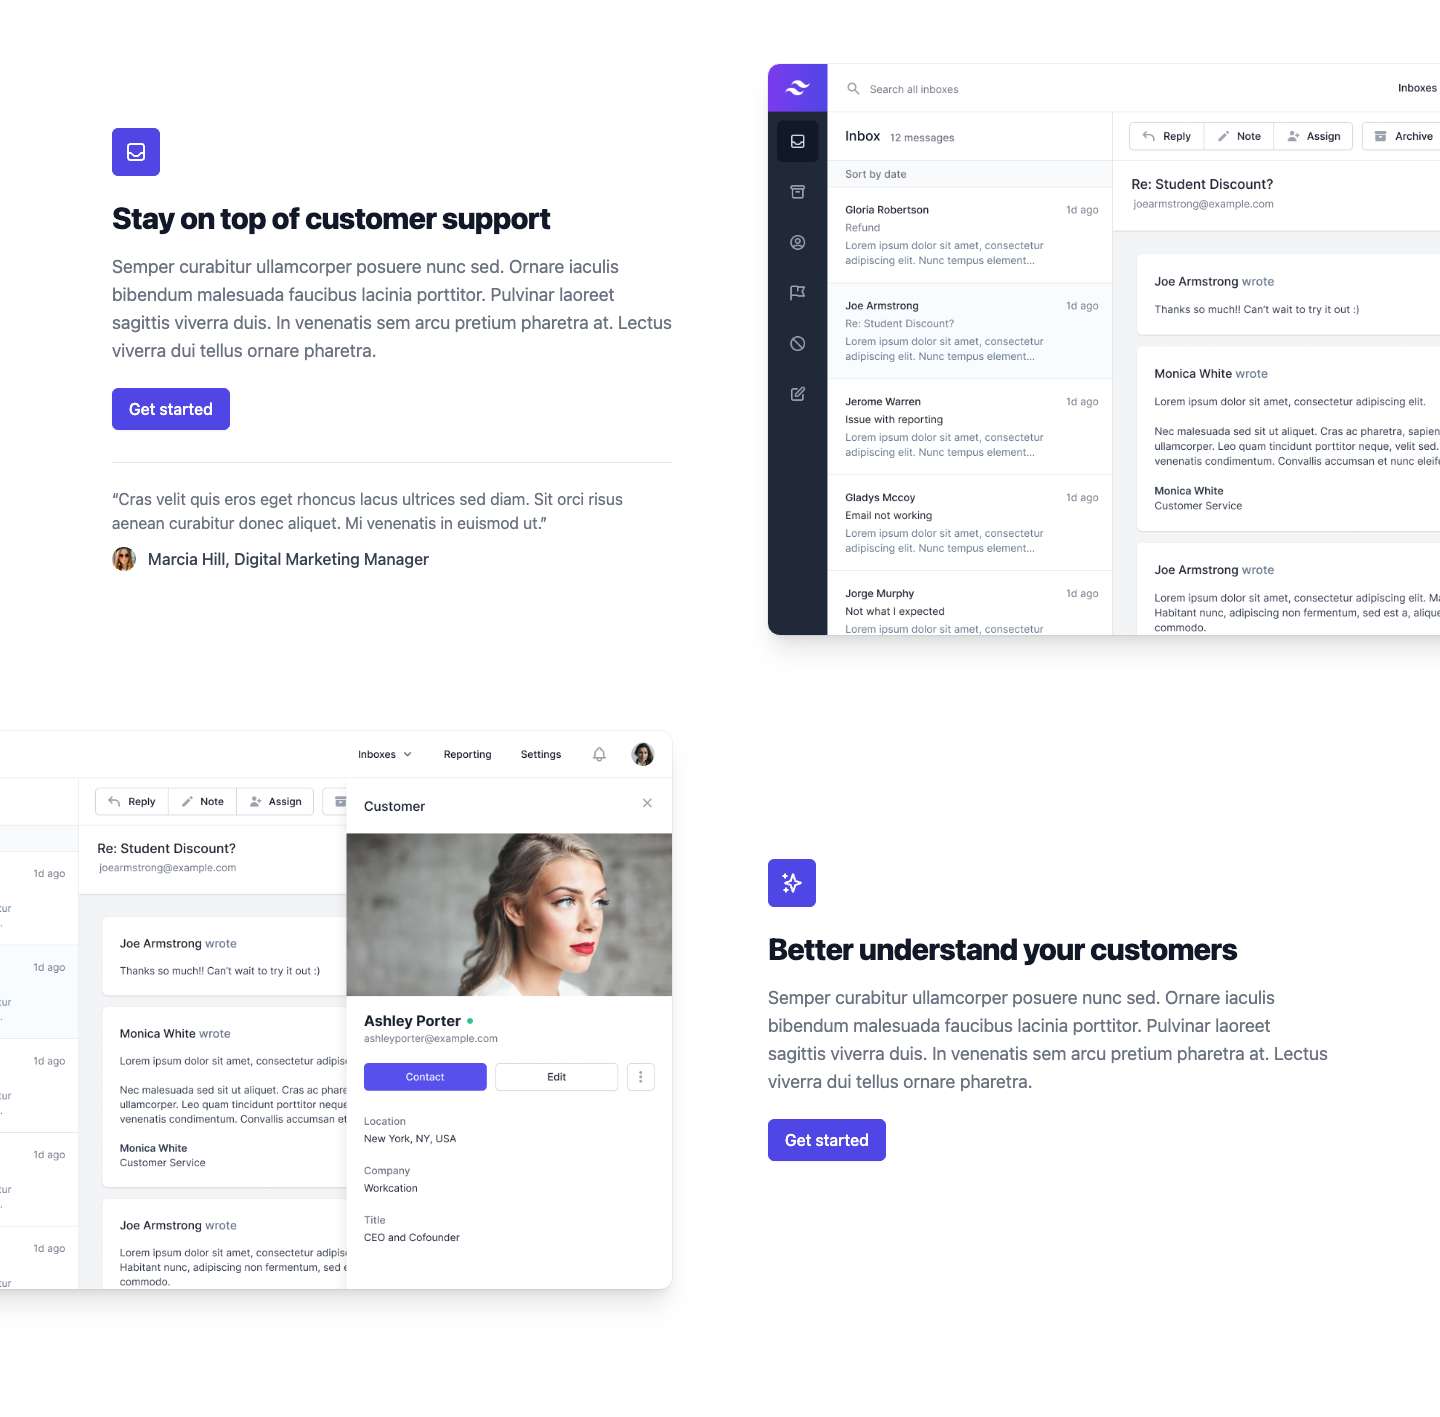 Stay on top of customer support
Semper curabitur ullamcorper posuere nunc sed. Ornare iaculis
bibendum malesuada faucibus lacinia porttitor. Pulvinar laoreet
sagittis viverra duis. In venenatis sem arcu pretium pharetra at. Lectus
viverra dui tellus ornare pharetra.
Get started
“Cras velit quis eros eget rhoncus lacus ultrices sed diam. Sit orci risus
aenean curabitur donec aliquet. Mi venenatis in euismod ut.”
Marcia Hill, Digital Marketing Manager
Search all inboxes
Inboxes
Inbox 12 messages
Sort by date
Gloria Robertson 1d ago
Refund
Lorem ipsum dolor sit amet, consectetur
adipiscing elit. Nunc tempus element...
Joe Armstrong 1d ago
Re: Student Discount?
Lorem ipsum dolor sit amet, consectetur
adipiscing elit. Nunc tempus element...
Jerome Warren 1d ago
Issue with reporting
Lorem ipsum dolor sit amet, consectetur
adipiscing elit. Nunc tempus element...
Gladys Mccoy 1d ago
Email not working
Lorem ipsum dolor sit amet, consectetur
adipiscing elit. Nunc tempus element...
Jorge Murphy 1d ago
Not what I expected
Lorem ipsum dolor sit amet, consectetur
Reply Note Assign Archive
Re: Student Discount?
joearmstrong@example.com
Joe Armstrong wrote
Thanks so much!! Can't wait to try it out :)
Monica White wrote
Lorem ipsum dolor sit amet, consectetur adipiscing elit.
Nec malesuada sed sit ut aliquet. Cras ac pharetra, sapien
ullamcorper. Leo quam tincidunt porttitor neque, velit sed.
venenatis condimentum. Convallis accumsan et nunc eleife
Monica White
Customer Service
Joe Armstrong wrote
Lorem ipsum dolor sit amet, consectetur adipiscing elit. Ma
Habitant nunc, adipiscing non fermentum, sed est a, alique
commodo.
Inboxes Reporting Settings
1d ago
tur
1d ago
tur
1d ago
tur
1d ago
tur
1d ago
tur
Reply Note Assign
Re: Student Discount?
joearmstrong@example.com
Joe Armstrong wrote
Thanks so much!! Can't wait to try it out :)
Monica White wrote
Lorem ipsum dolor sit amet, consectetur adipis
Nec malesuada sed sit ut aliquet. Cras ac phare
ullamcorper. Leo quam tincidunt porttitor neque
venenatis condimentum. Convallis accumsan et
Monica White
Customer Service
Joe Armstrong wrote
Lorem ipsum dolor sit amet, consectetur adipis
Habitant nunc, adipiscing non fermentum, sed e
commodo.
Customer
Ashley Porter
ashleyporter@example.com
Contact Edit
Location
New York, NY, USA
Company
Workcation
Title
CEO and Cofounder
Better understand your customers
Semper curabitur ullamcorper posuere nunc sed. Ornare iaculis
bibendum malesuada faucibus lacinia porttitor. Pulvinar laoreet
sagittis viverra duis. In venenatis sem arcu pretium pharetra at. Lectus
viverra dui tellus ornare pharetra.
Get started